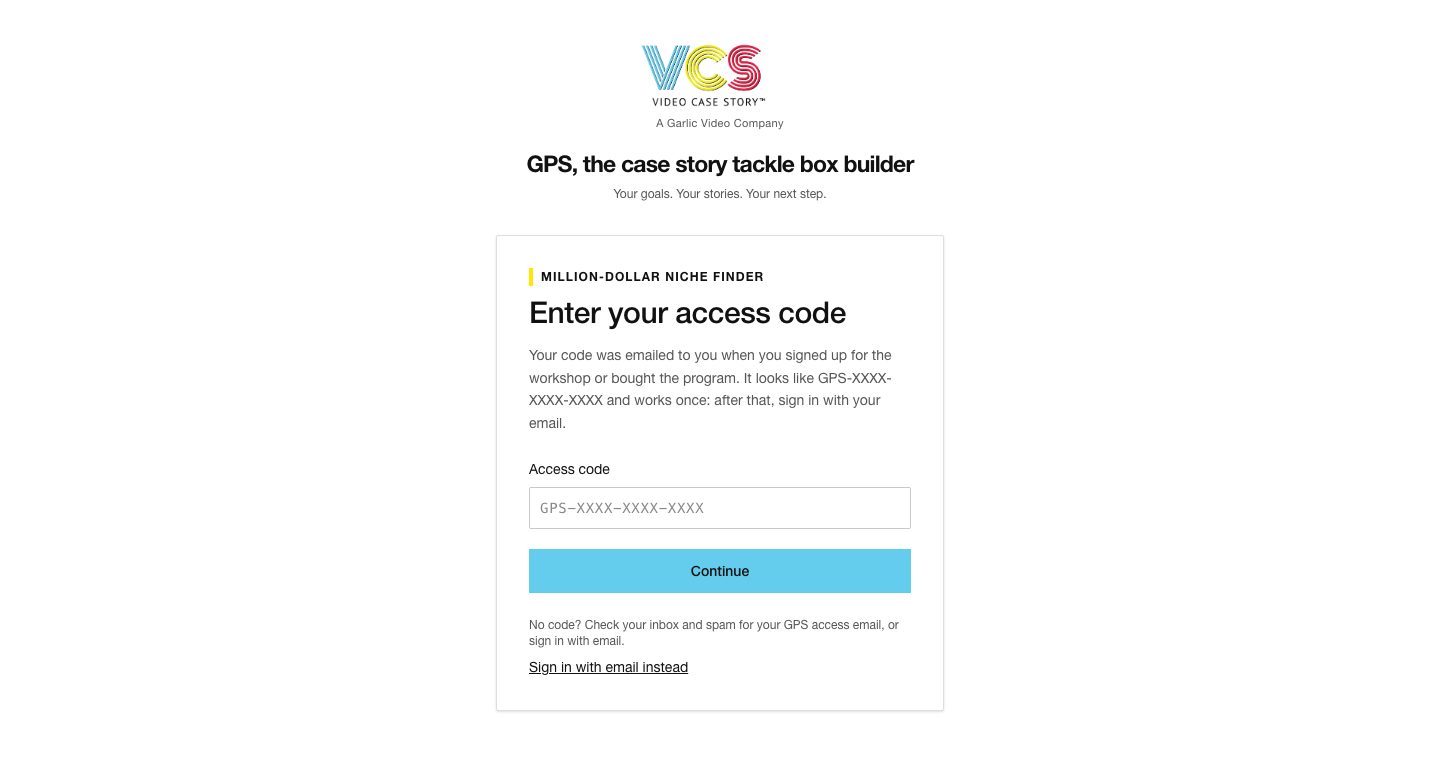 VCS
VIDEO CASE STORY™
A Garlic Video Company
GPS, the case story tackle box builder
Your goals. Your stories. Your next step.
MILLION-DOLLAR NICHE FINDER
Enter your access code
Your code was emailed to you when you signed up for the
workshop or bought the program. It looks like GPS-XXXX-
XXXX-XXXX and works once: after that, sign in with your
email.
Access code
GPS-XXXX-XXXX-XXXX
Continue
No code? Check your inbox and spam for your GPS access email, or
sign in with email.
Sign in with email instead